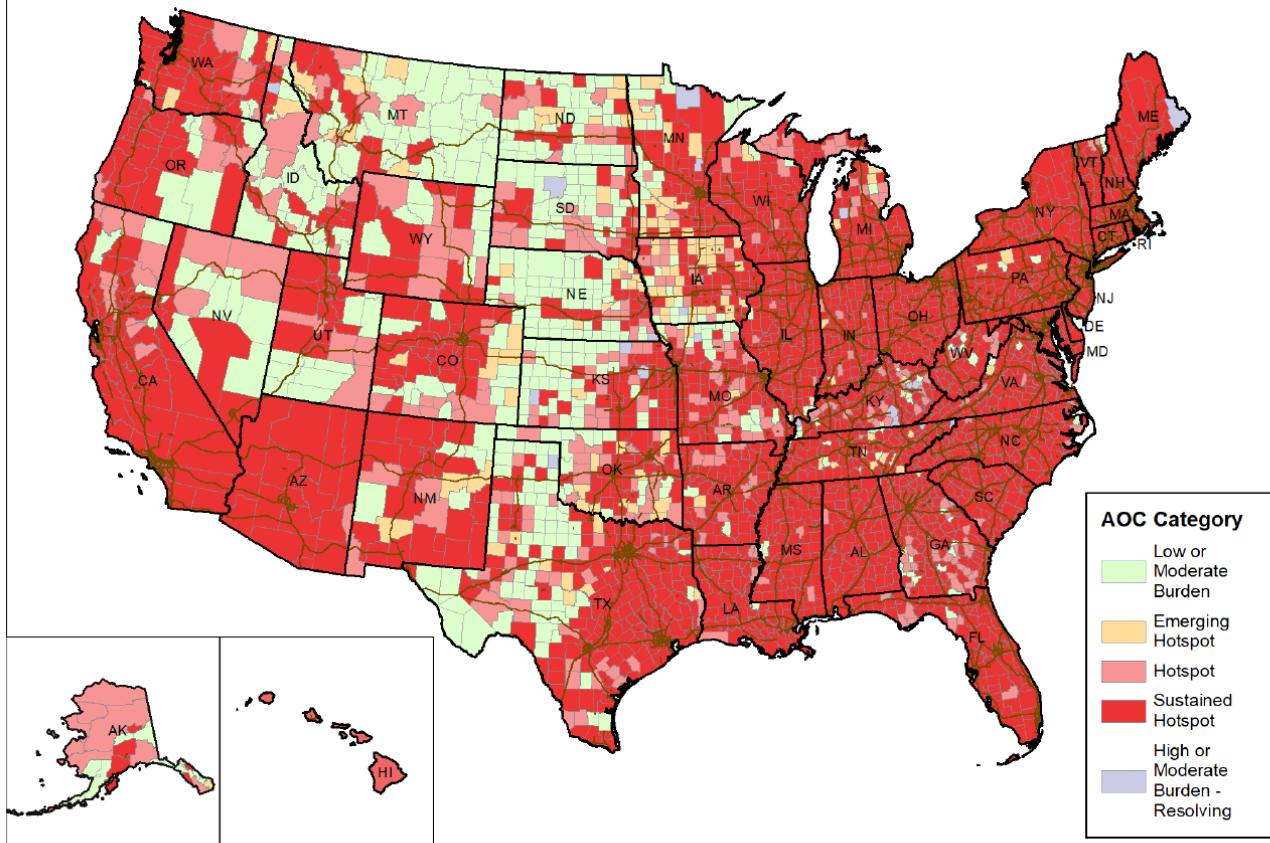 WA
MT
ND
MN
ME
OR
ID
SD
WI
VT
NH
NY
MA
WY
MI
CT
RI
IA
PA
NE
NJ
NV
UT
IL
IN
OH
DE
CO
WV
MD
CA
KS
MO
KY
VA
NC
TN
OK
AZ
NM
AR
SC
MS
AL
GA
TX
LA
FL
AK
HI
AOC Category
Low or
Moderate
Burden
Emerging
Hotspot
Hotspot
Sustained
Hotspot
High or
Moderate
Burden -
Resolving